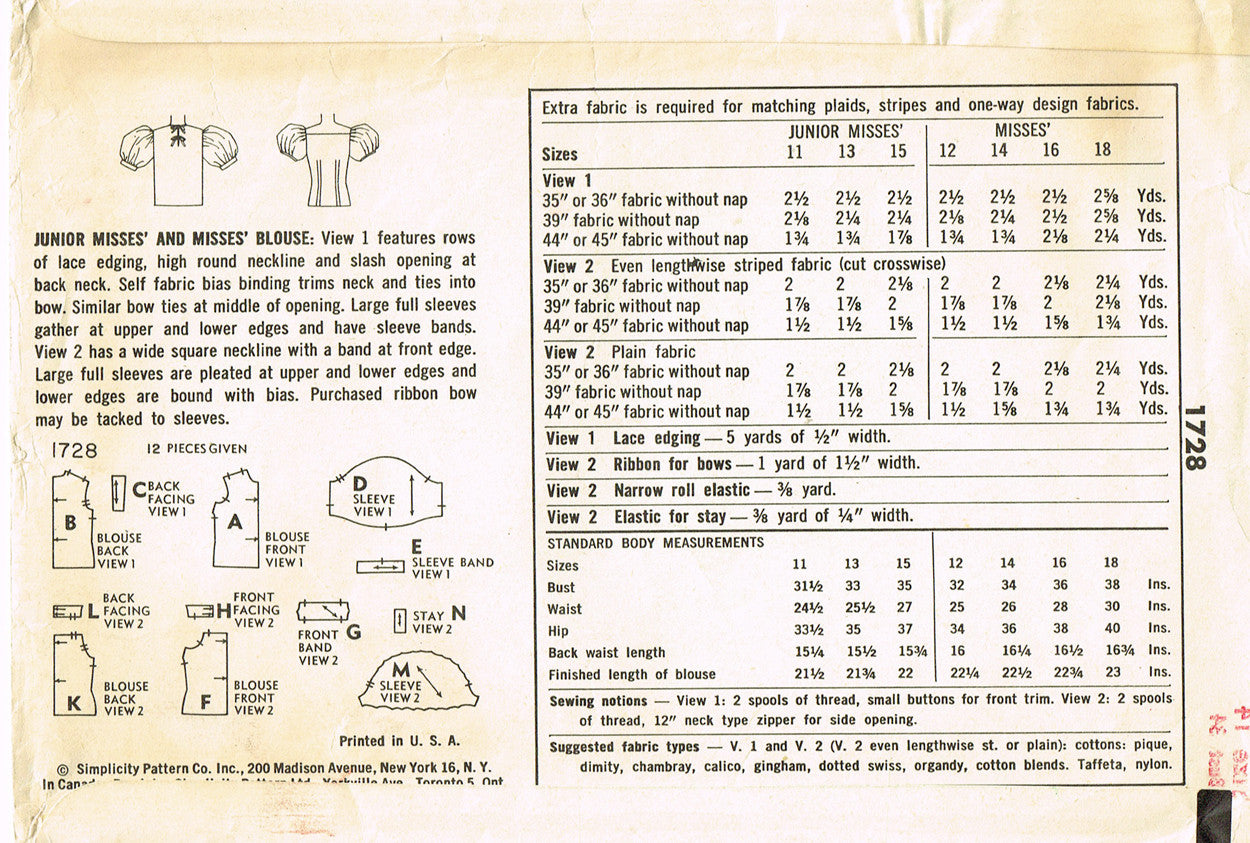 JUNIOR MISSES' AND MISSES' BLOUSE: View 1 features rows
of lace edging, high round neckline and slash opening at
back neck. Self fabric bias binding trims neck and ties into
bow. Similar bow ties at middle of opening. Large full sleeves
gather at upper and lower edges and have sleeve bands.
View 2 has a wide square neckline with a band at front edge.
Large full sleeves are pleated at upper and lower edges and
lower edges are bound with bias. Purchased ribbon bow
may be tacked to sleeves.
1728 12 PIECES GIVEN
B BLOUSE
BACK
VIEW 1
C BACK
FACING
VIEW 1
A BLOUSE
FRONT
VIEW 1
D
SLEEVE
VIEW 1
E
SLEEVE BAND
VIEW 1
BACK
L FACING
VIEW 2
FRONT
H FACING
VIEW 2
FRONT G
BAND
VIEW 2
STAY N
VIEW 2
K BLOUSE
BACK
VIEW 2
F BLOUSE
FRONT
VIEW 2
M
SLEEVE
VIEW 2
Printed in U. S. A.
© Simplicity Pattern Co. Inc., 200 Madison Avenue, New York 16, N. Y.
Pattern Ltd. Yorkville Ave. Toronto 5, Ont
Extra fabric is required for matching plaids, stripes and one-way design fabrics.
JUNIOR MISSES' MISSES'
Sizes 11 13 15 12 14 16 18
View 1
35" or 36" fabric without nap 2½ 2½ 2½ 2½ 2½ 2½ 2⅝ Yds.
39" fabric without nap 2⅛ 2¼ 2¼ 2⅛ 2¼ 2½ 2⅝ Yds.
44" or 45" fabric without nap 1¾ 1¾ 1⅞ 1¾ 1¾ 2⅛ 2¼ Yds.
View 2 Even lengthwise striped fabric (cut crosswise)
35" or 36" fabric without nap 2 2 2⅛ 2 2 2⅛ 2¼ Yds.
39" fabric without nap 1⅞ 1⅞ 2 1⅞ 1⅞ 2 2⅛ Yds.
44" or 45" fabric without nap 1½ 1½ 1⅝ 1½ 1½ 1⅝ 1¾ Yds.
View 2 Plain fabric
35" or 36" fabric without nap 2 2 2⅛ 2 2 2⅛ 2¼ Yds.
39" fabric without nap 1⅞ 1⅞ 2 1⅞ 1⅞ 2 2 Yds.
44" or 45" fabric without nap 1½ 1½ 1⅝ 1½ 1⅝ 1¾ 1¾ Yds.
View 1 Lace edging — 5 yards of ½" width.
View 2 Ribbon for bows — 1 yard of 1½" width.
View 2 Narrow roll elastic — ⅜ yard.
View 2 Elastic for stay — ⅜ yard of ¼" width.
STANDARD BODY MEASUREMENTS
Sizes 11 13 15 12 14 16 18
Bust 31½ 33 35 32 34 36 38 Ins.
Waist 24½ 25½ 27 25 26 28 30 Ins.
Hip 33½ 35 37 34 36 38 40 Ins.
Back waist length 15¼ 15½ 15¾ 16 16¼ 16½ 16¾ Ins.
Finished length of blouse 21½ 21¾ 22 22¼ 22½ 22¾ 23 Ins.
Sewing notions — View 1: 2 spools of thread, small buttons for front trim. View 2: 2 spools
of thread, 12" neck type zipper for side opening.
Suggested fabric types — V. 1 and V. 2 (V. 2 even lengthwise st. or plain): cottons: pique,
dimity, chambray, calico, gingham, dotted swiss, organdy, cotton blends. Taffeta, nylon.
1728